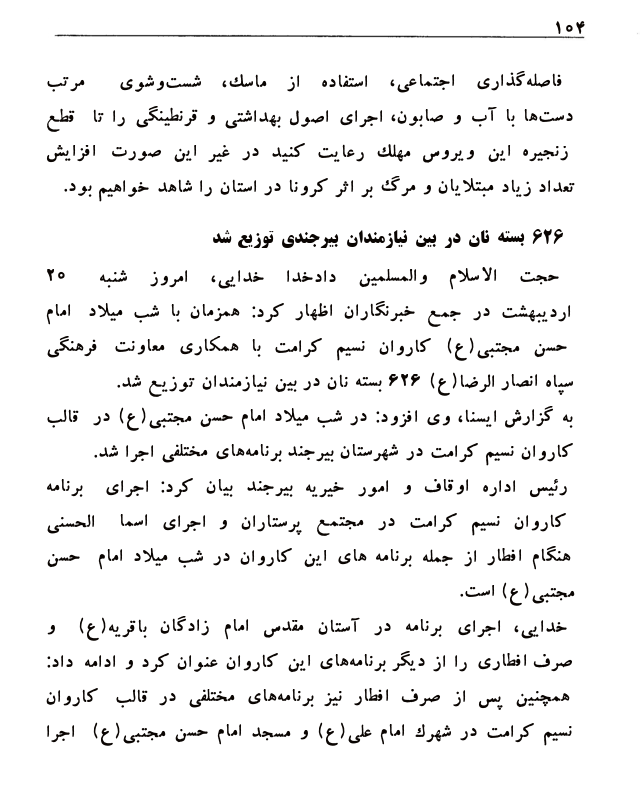 ۱۰۴
فاصله‌گذاری اجتماعی، استفاده از ماسک، شست‌وشوی مرتب
دست‌ها با آب و صابون، اجرای اصول بهداشتی و قرنطینگی را تا قطع
زنجیره این ویروس مهلک رعایت کنید در غیر این صورت افزایش
تعداد زیاد مبتلایان و مرگ بر اثر کرونا در استان را شاهد خواهیم بود.
۶۲۶ بسته نان در بین نیازمندان بیرجندی توزیع شد
حجت الاسلام والمسلمین دادخدا خدایی، امروز شنبه ۲۰
اردیبهشت در جمع خبرنگاران اظهار کرد: همزمان با شب میلاد امام
حسن مجتبی(ع) کاروان نسیم کرامت با همکاری معاونت فرهنگی
سپاه انصار الرضا(ع) ۶۲۶ بسته نان در بین نیازمندان توزیع شد.
به گزارش ایسنا، وی افزود: در شب میلاد امام حسن مجتبی(ع) در قالب
کاروان نسیم کرامت در شهرستان بیرجند برنامه‌های مختلفی اجرا شد.
رئیس اداره اوقاف و امور خیریه بیرجند بیان کرد: اجرای برنامه
کاروان نسیم کرامت در مجتمع پرستاران و اجرای اسما الحسنی
هنگام افطار از جمله برنامه های این کاروان در شب میلاد امام حسن
مجتبی(ع) است.
خدایی، اجرای برنامه در آستان مقدس امام زادگان باقریه(ع) و
صرف افطاری را از دیگر برنامه‌های این کاروان عنوان کرد و ادامه داد:
همچنین پس از صرف افطار نیز برنامه‌های مختلفی در قالب کاروان
نسیم کرامت در شهرک امام علی(ع) و مسجد امام حسن مجتبی(ع) اجرا